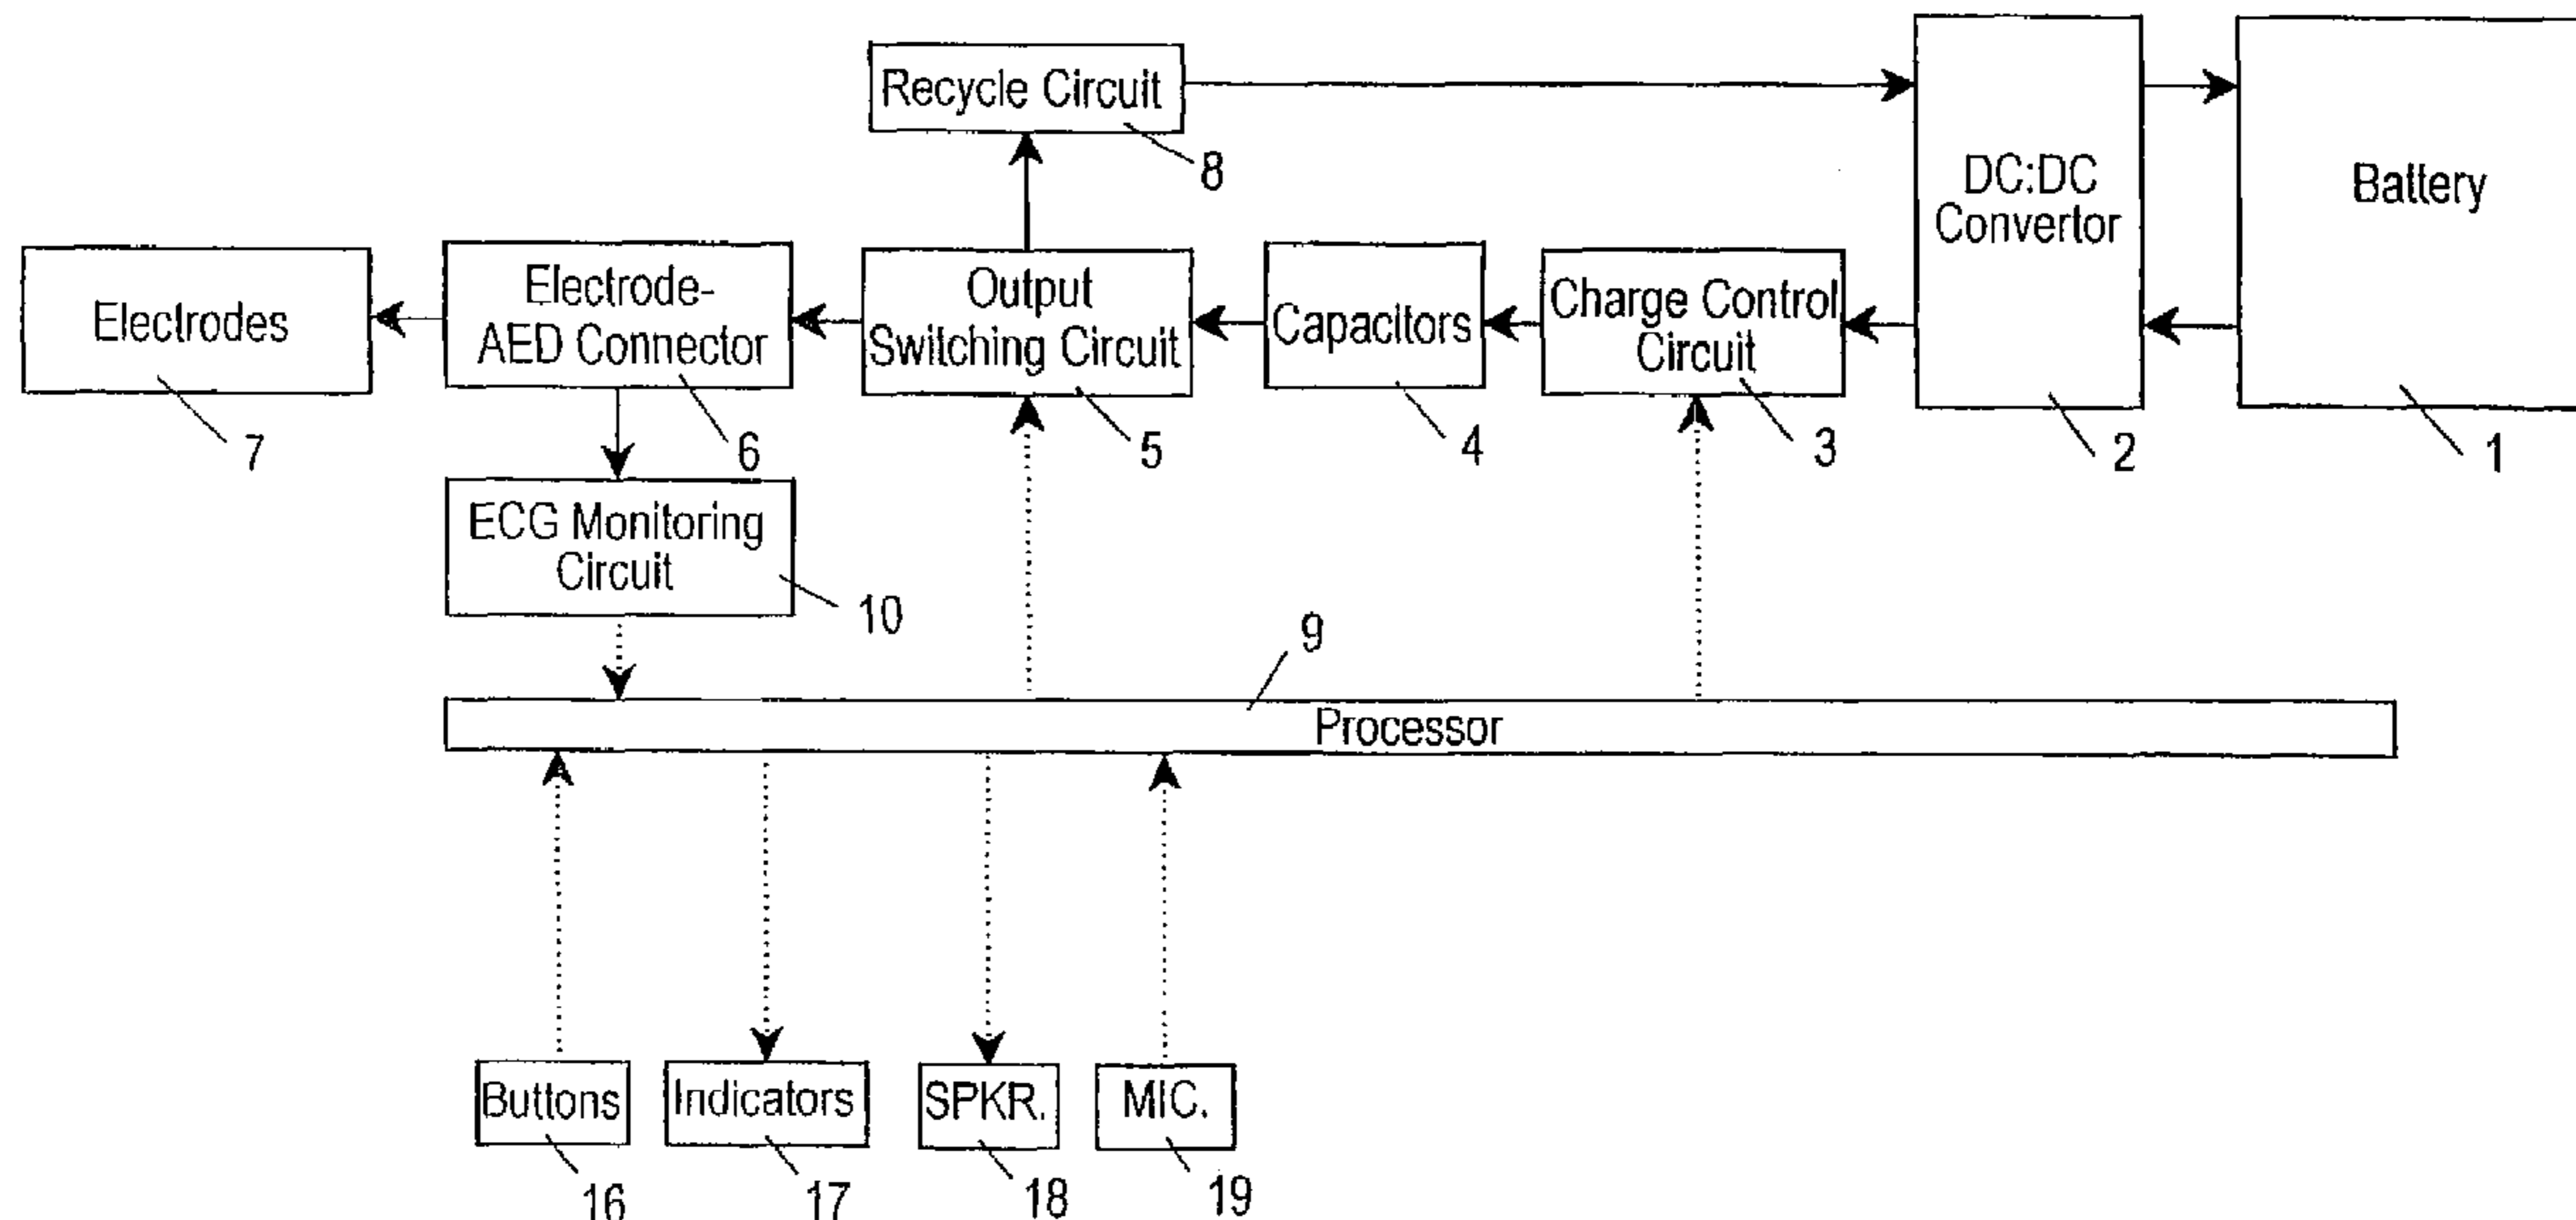 Recycle Circuit
8
DC:DC
Convertor
2
Battery
1
Electrodes
7
Electrode-
AED Connector
6
Output
Switching Circuit
5
Capacitors
4
Charge Control
Circuit
3
ECG Monitoring
Circuit
10
9
Processor
Buttons
16
Indicators
17
SPKR.
18
MIC.
19